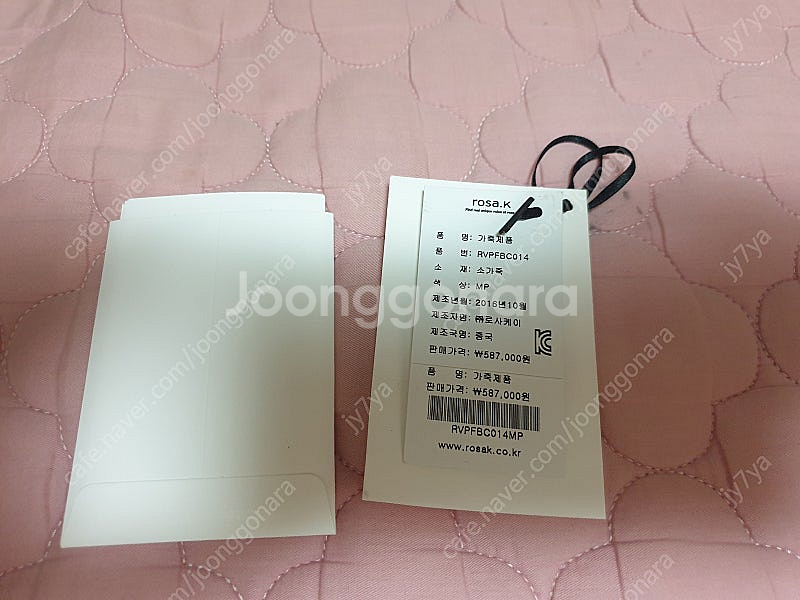 rosa.K
품 명: 가죽제품
품 번: RVPFBC014
소 재: 소가죽
색 상: MP
제조년월: 2016년10월
제조자명: ㈜로사케이
제조국명: 중국
판매가격: ₩587,000원
품 명: 가죽제품
판매가격: ₩587,000원
RVPFBC014MP
www.rosak.co.kr
Joonggonara
cafe.naver.com/joonggonara
jy7ya